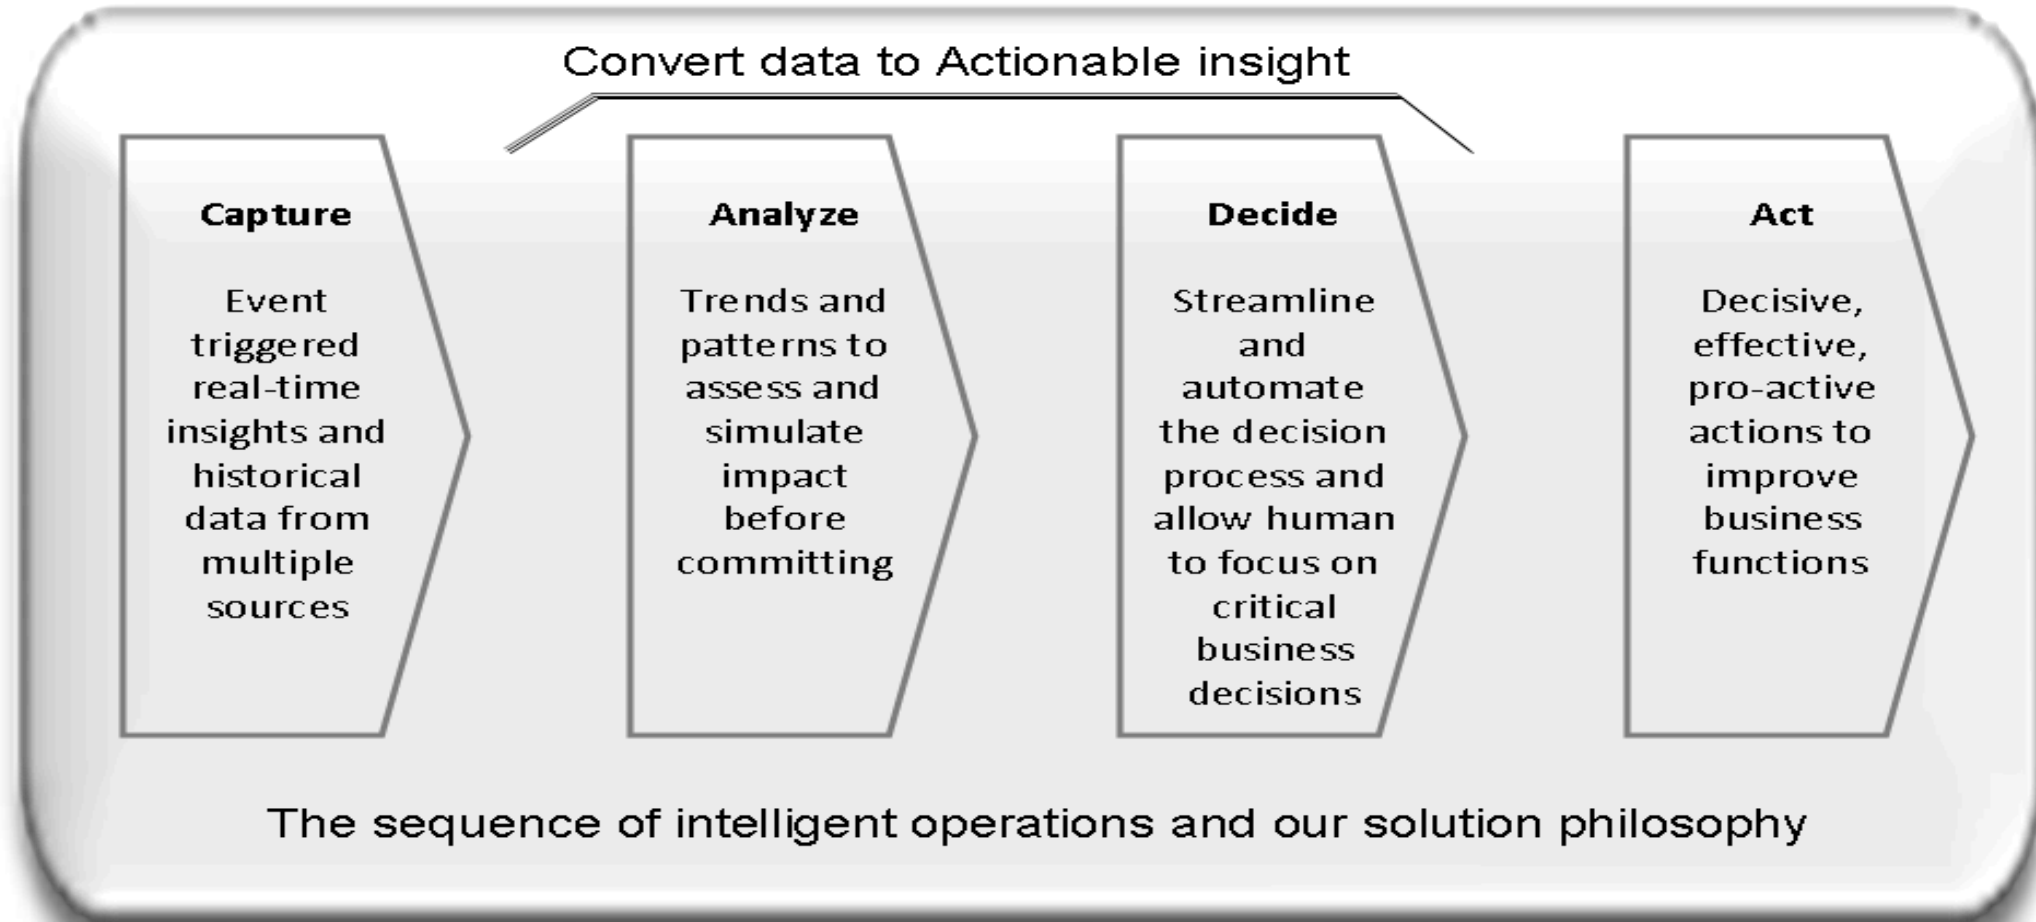 Convert data to Actionable insight
Capture
Event
triggered
real-time
insights and
historical
data from
multiple
sources
Analyze
Trends and
patterns to
assess and
simulate
impact
before
committing
Decide
Streamline
and
automate
the decision
process and
allow human
to focus on
critical
business
decisions
Act
Decisive,
effective,
pro-active
actions to
improve
business
functions
The sequence of intelligent operations and our solution philosophy